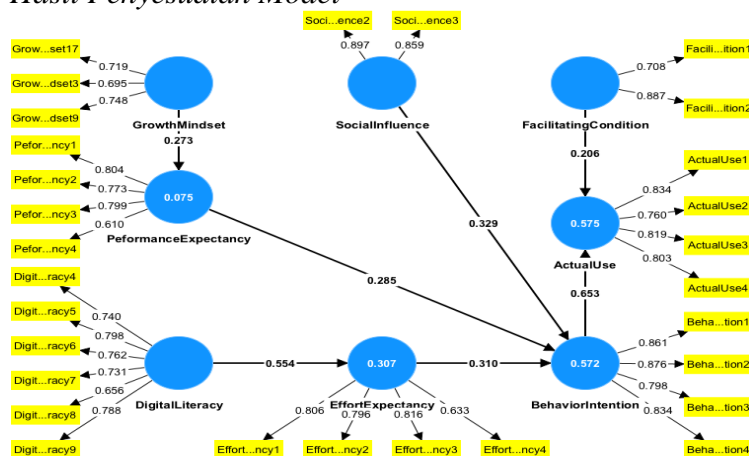 Hasil Penyesuaian Model
Soci...ence2
Soci...ence3
0.897
0.859
Grow...set17
Grow...dset3
Grow...dset9
0.719
0.695
0.748
GrowthMindset
SocialInfluence
FacilitatingCondition
0.708
0.887
Facili...ition1
Facili...ition2
0.273
0.206
Pefor...ncy1
Pefor...ncy2
Pefor...ncy3
Pefor...ncy4
0.804
0.773
0.799
0.610
0.075
PeformanceExpectancy
0.329
0.285
0.575
ActualUse
0.834
0.760
0.819
0.803
ActualUse1
ActualUse2
ActualUse3
ActualUse4
0.653
Digit...racy4
Digit...racy5
Digit...racy6
Digit...racy7
Digit...racy8
Digit...racy9
0.740
0.798
0.762
0.731
0.656
0.788
DigitalLiteracy
0.554
0.307
EffortExpectancy
0.310
0.572
BehaviorIntention
0.861
0.876
0.798
0.834
Beha...tion1
Beha...tion2
Beha...tion3
Beha...tion4
0.806
0.796
0.816
0.633
Effort...ncy1
Effort...ncy2
Effort...ncy3
Effort...ncy4